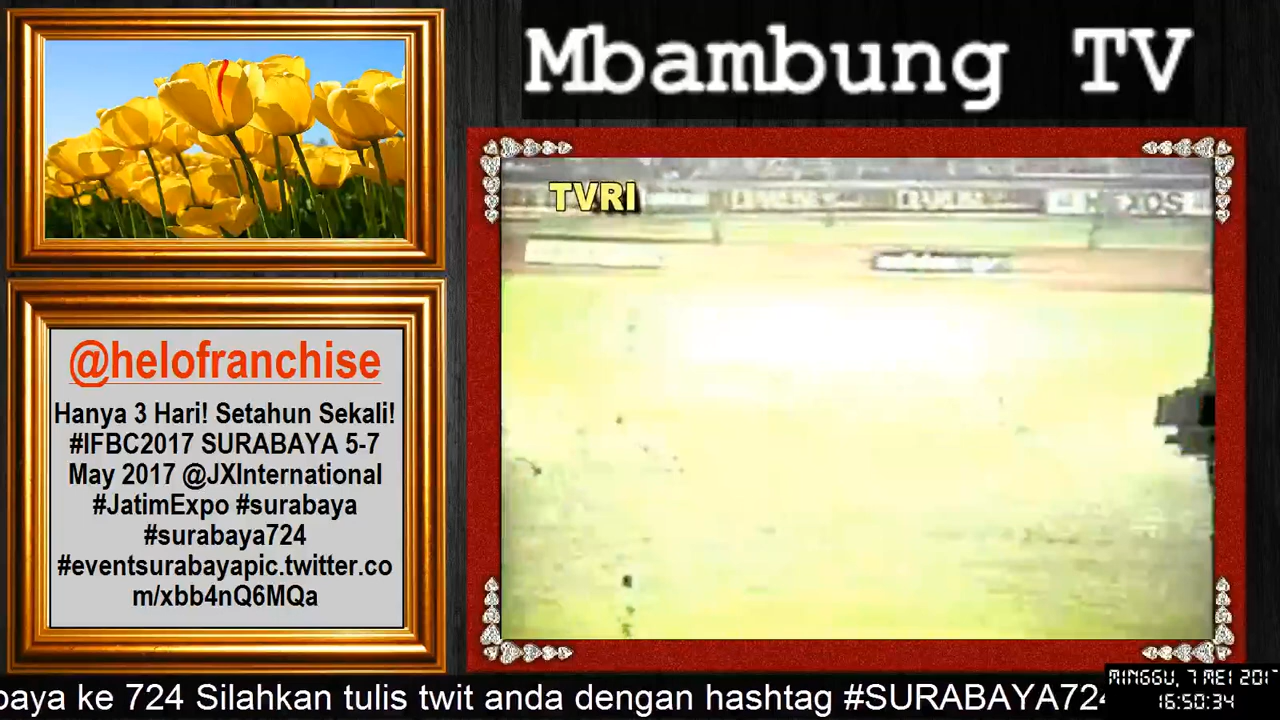 Mbambung TV
TVRI
@helofranchise
Hanya 3 Hari! Setahun Sekali!
#IFBC2017 SURABAYA 5-7
May 2017 @JXInternational
#JatimExpo #surabaya
#surabaya724
#eventsurabayapic.twitter.co
m/xbb4nQ6MQa
baya ke 724 Silahkan tulis twit anda dengan hashtag #SURABAYA724
MINGGU, 7 MEI 2017
16:50:34